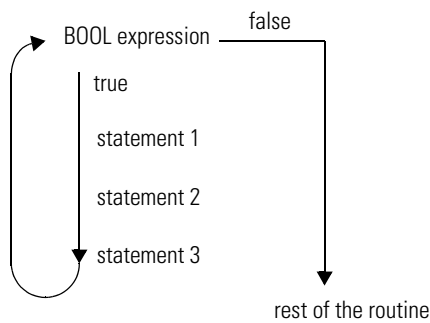 BOOL expression
false
true
statement 1
statement 2
statement 3
rest of the routine